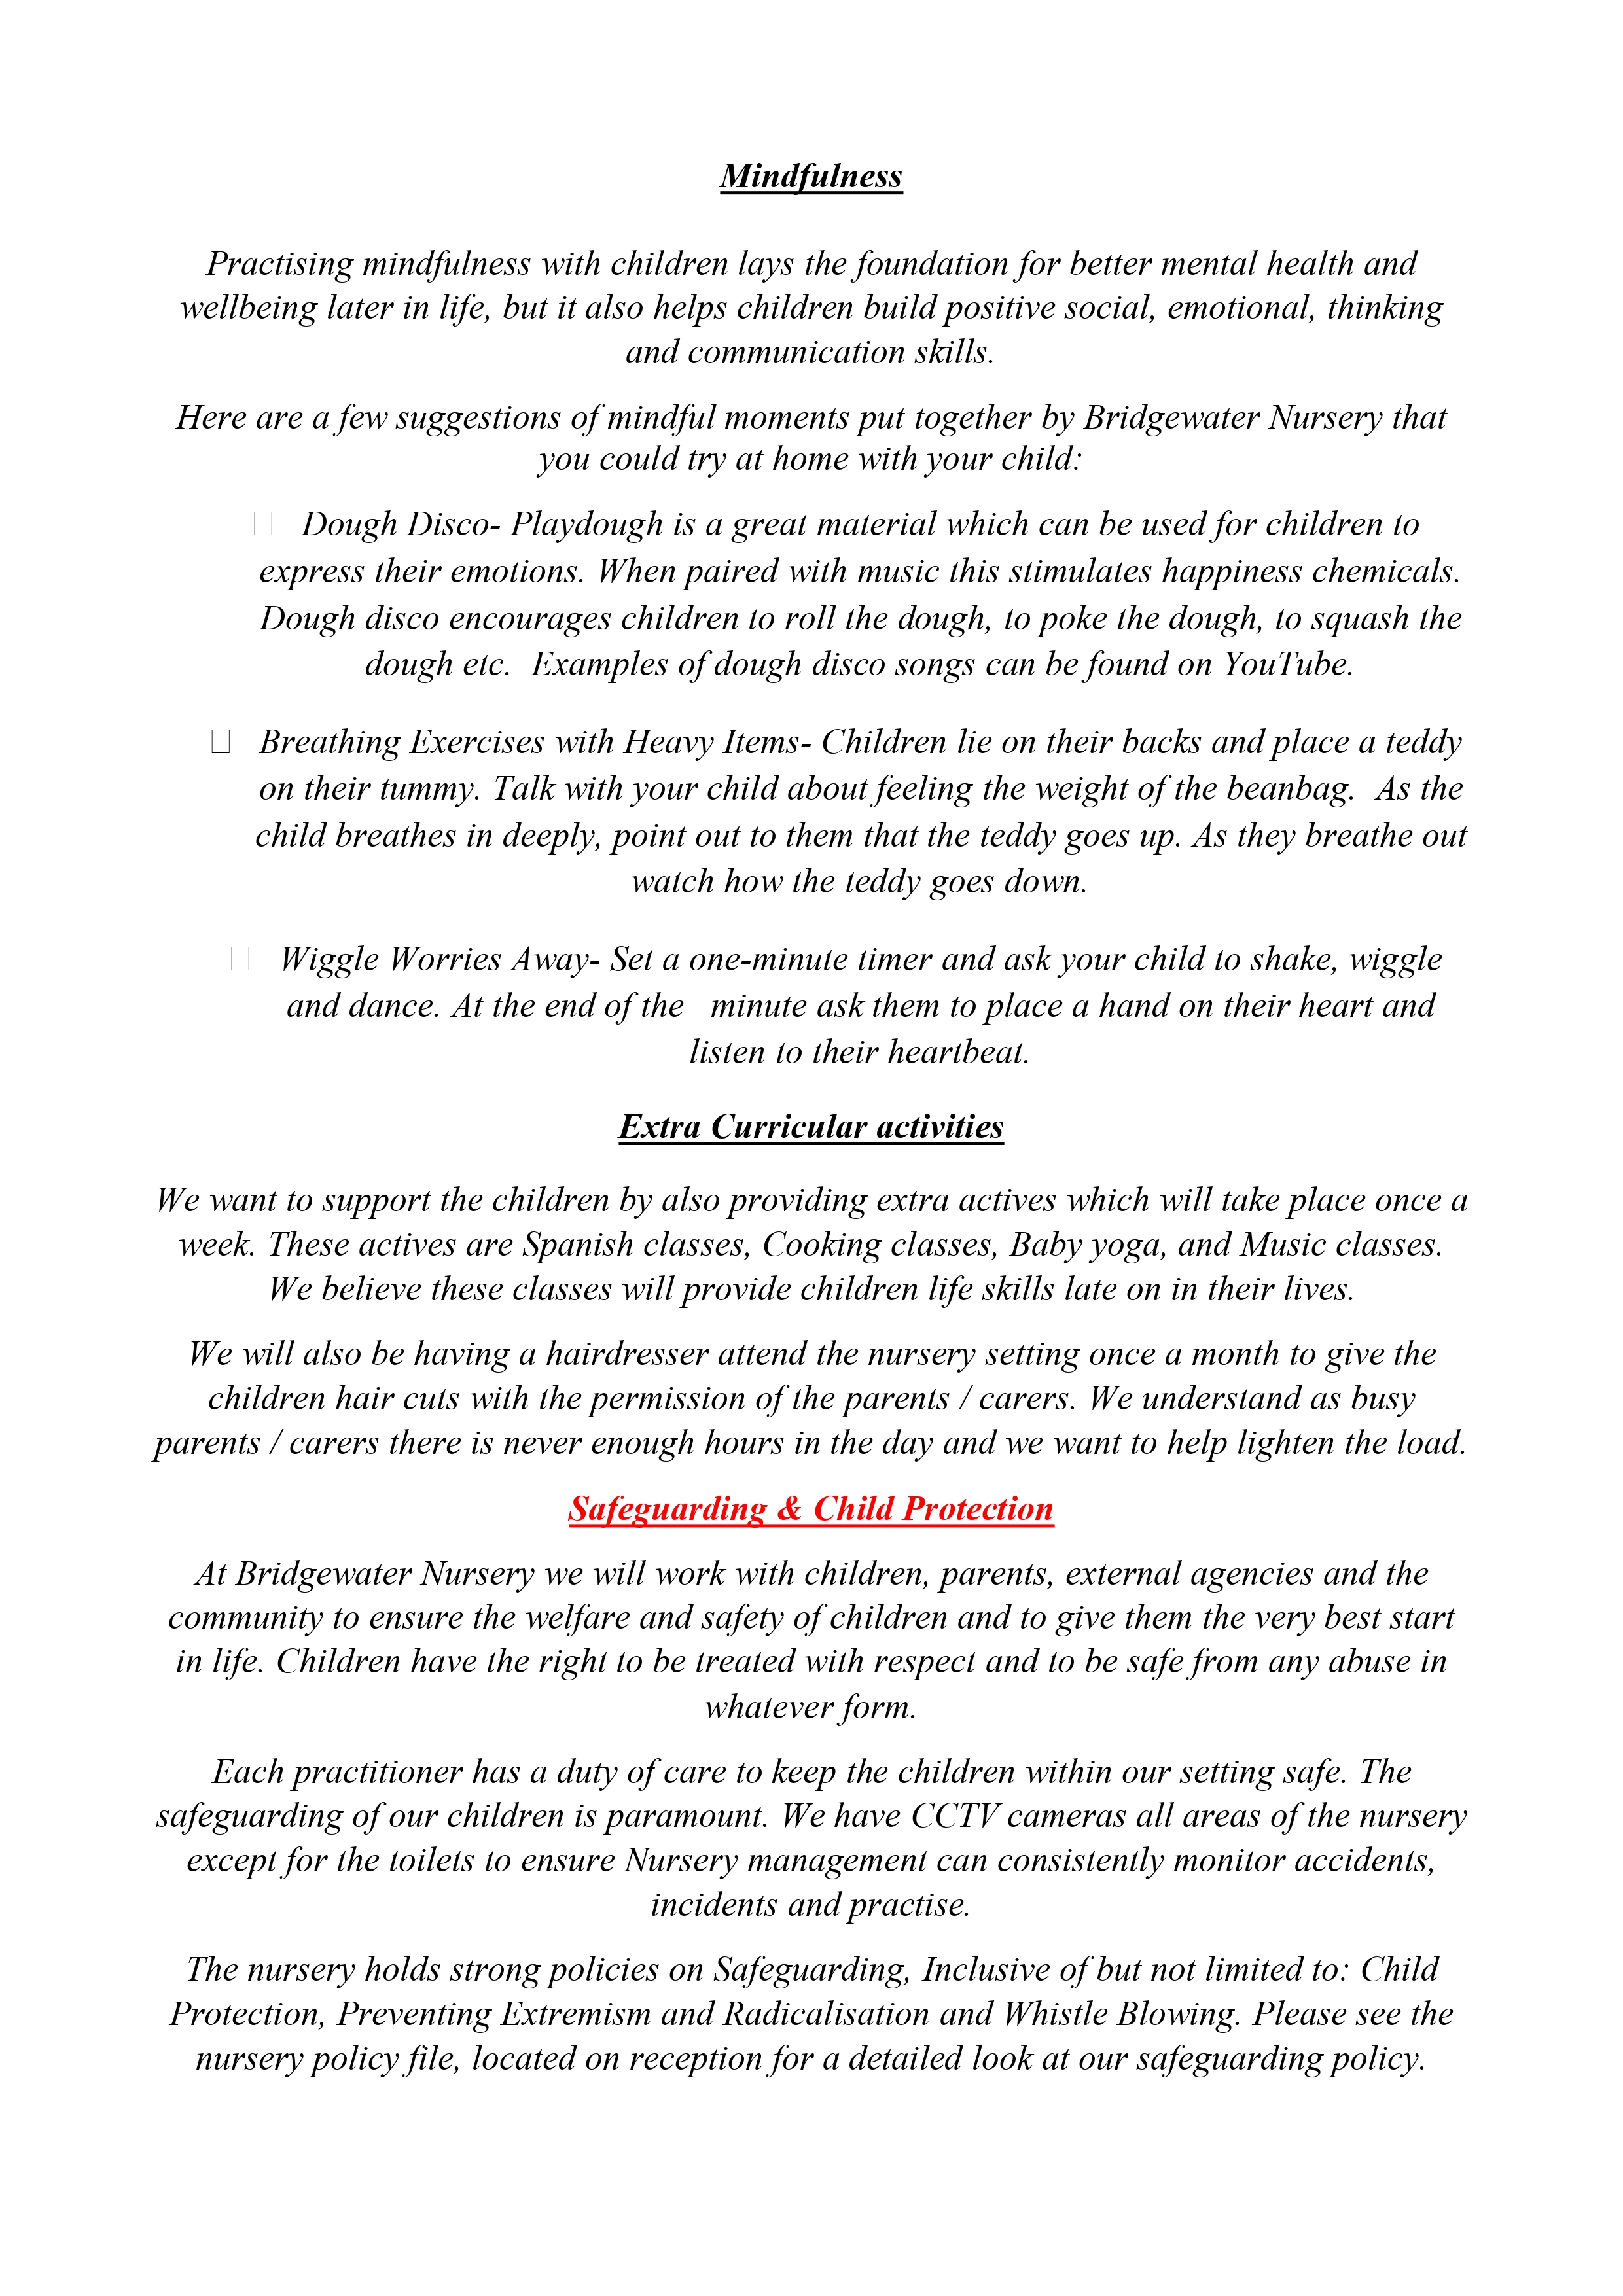 Mindfulness
Practising mindfulness with children lays the foundation for better mental health and
wellbeing later in life, but it also helps children build positive social, emotional, thinking
and communication skills.
Here are a few suggestions of mindful moments put together by Bridgewater Nursery that
you could try at home with your child:
Dough Disco- Playdough is a great material which can be used for children to
express their emotions. When paired with music this stimulates happiness chemicals.
Dough disco encourages children to roll the dough, to poke the dough, to squash the
dough etc.  Examples of dough disco songs can be found on YouTube.
Breathing Exercises with Heavy Items- Children lie on their backs and place a teddy
on their tummy. Talk with your child about feeling the weight of the beanbag.  As the
child breathes in deeply, point out to them that the teddy goes up. As they breathe out
watch how the teddy goes down.
Wiggle Worries Away- Set a one-minute timer and ask your child to shake, wiggle
and dance. At the end of the   minute ask them to place a hand on their heart and
listen to their heartbeat.
Extra Curricular activities
We want to support the children by also providing extra actives which will take place once a
week. These actives are Spanish classes, Cooking classes, Baby yoga, and Music classes.
We believe these classes will provide children life skills late on in their lives.
We will also be having a hairdresser attend the nursery setting once a month to give the
children hair cuts with the permission of the parents / carers. We understand as busy
parents / carers there is never enough hours in the day and we want to help lighten the load.
Safeguarding & Child Protection
At Bridgewater Nursery we will work with children, parents, external agencies and the
community to ensure the welfare and safety of children and to give them the very best start
in life. Children have the right to be treated with respect and to be safe from any abuse in
whatever form.
Each practitioner has a duty of care to keep the children within our setting safe. The
safeguarding of our children is paramount. We have CCTV cameras all areas of the nursery
except for the toilets to ensure Nursery management can consistently monitor accidents,
incidents and practise.
The nursery holds strong policies on Safeguarding, Inclusive of but not limited to: Child
Protection, Preventing Extremism and Radicalisation and Whistle Blowing. Please see the
nursery policy file, located on reception for a detailed look at our safeguarding policy.